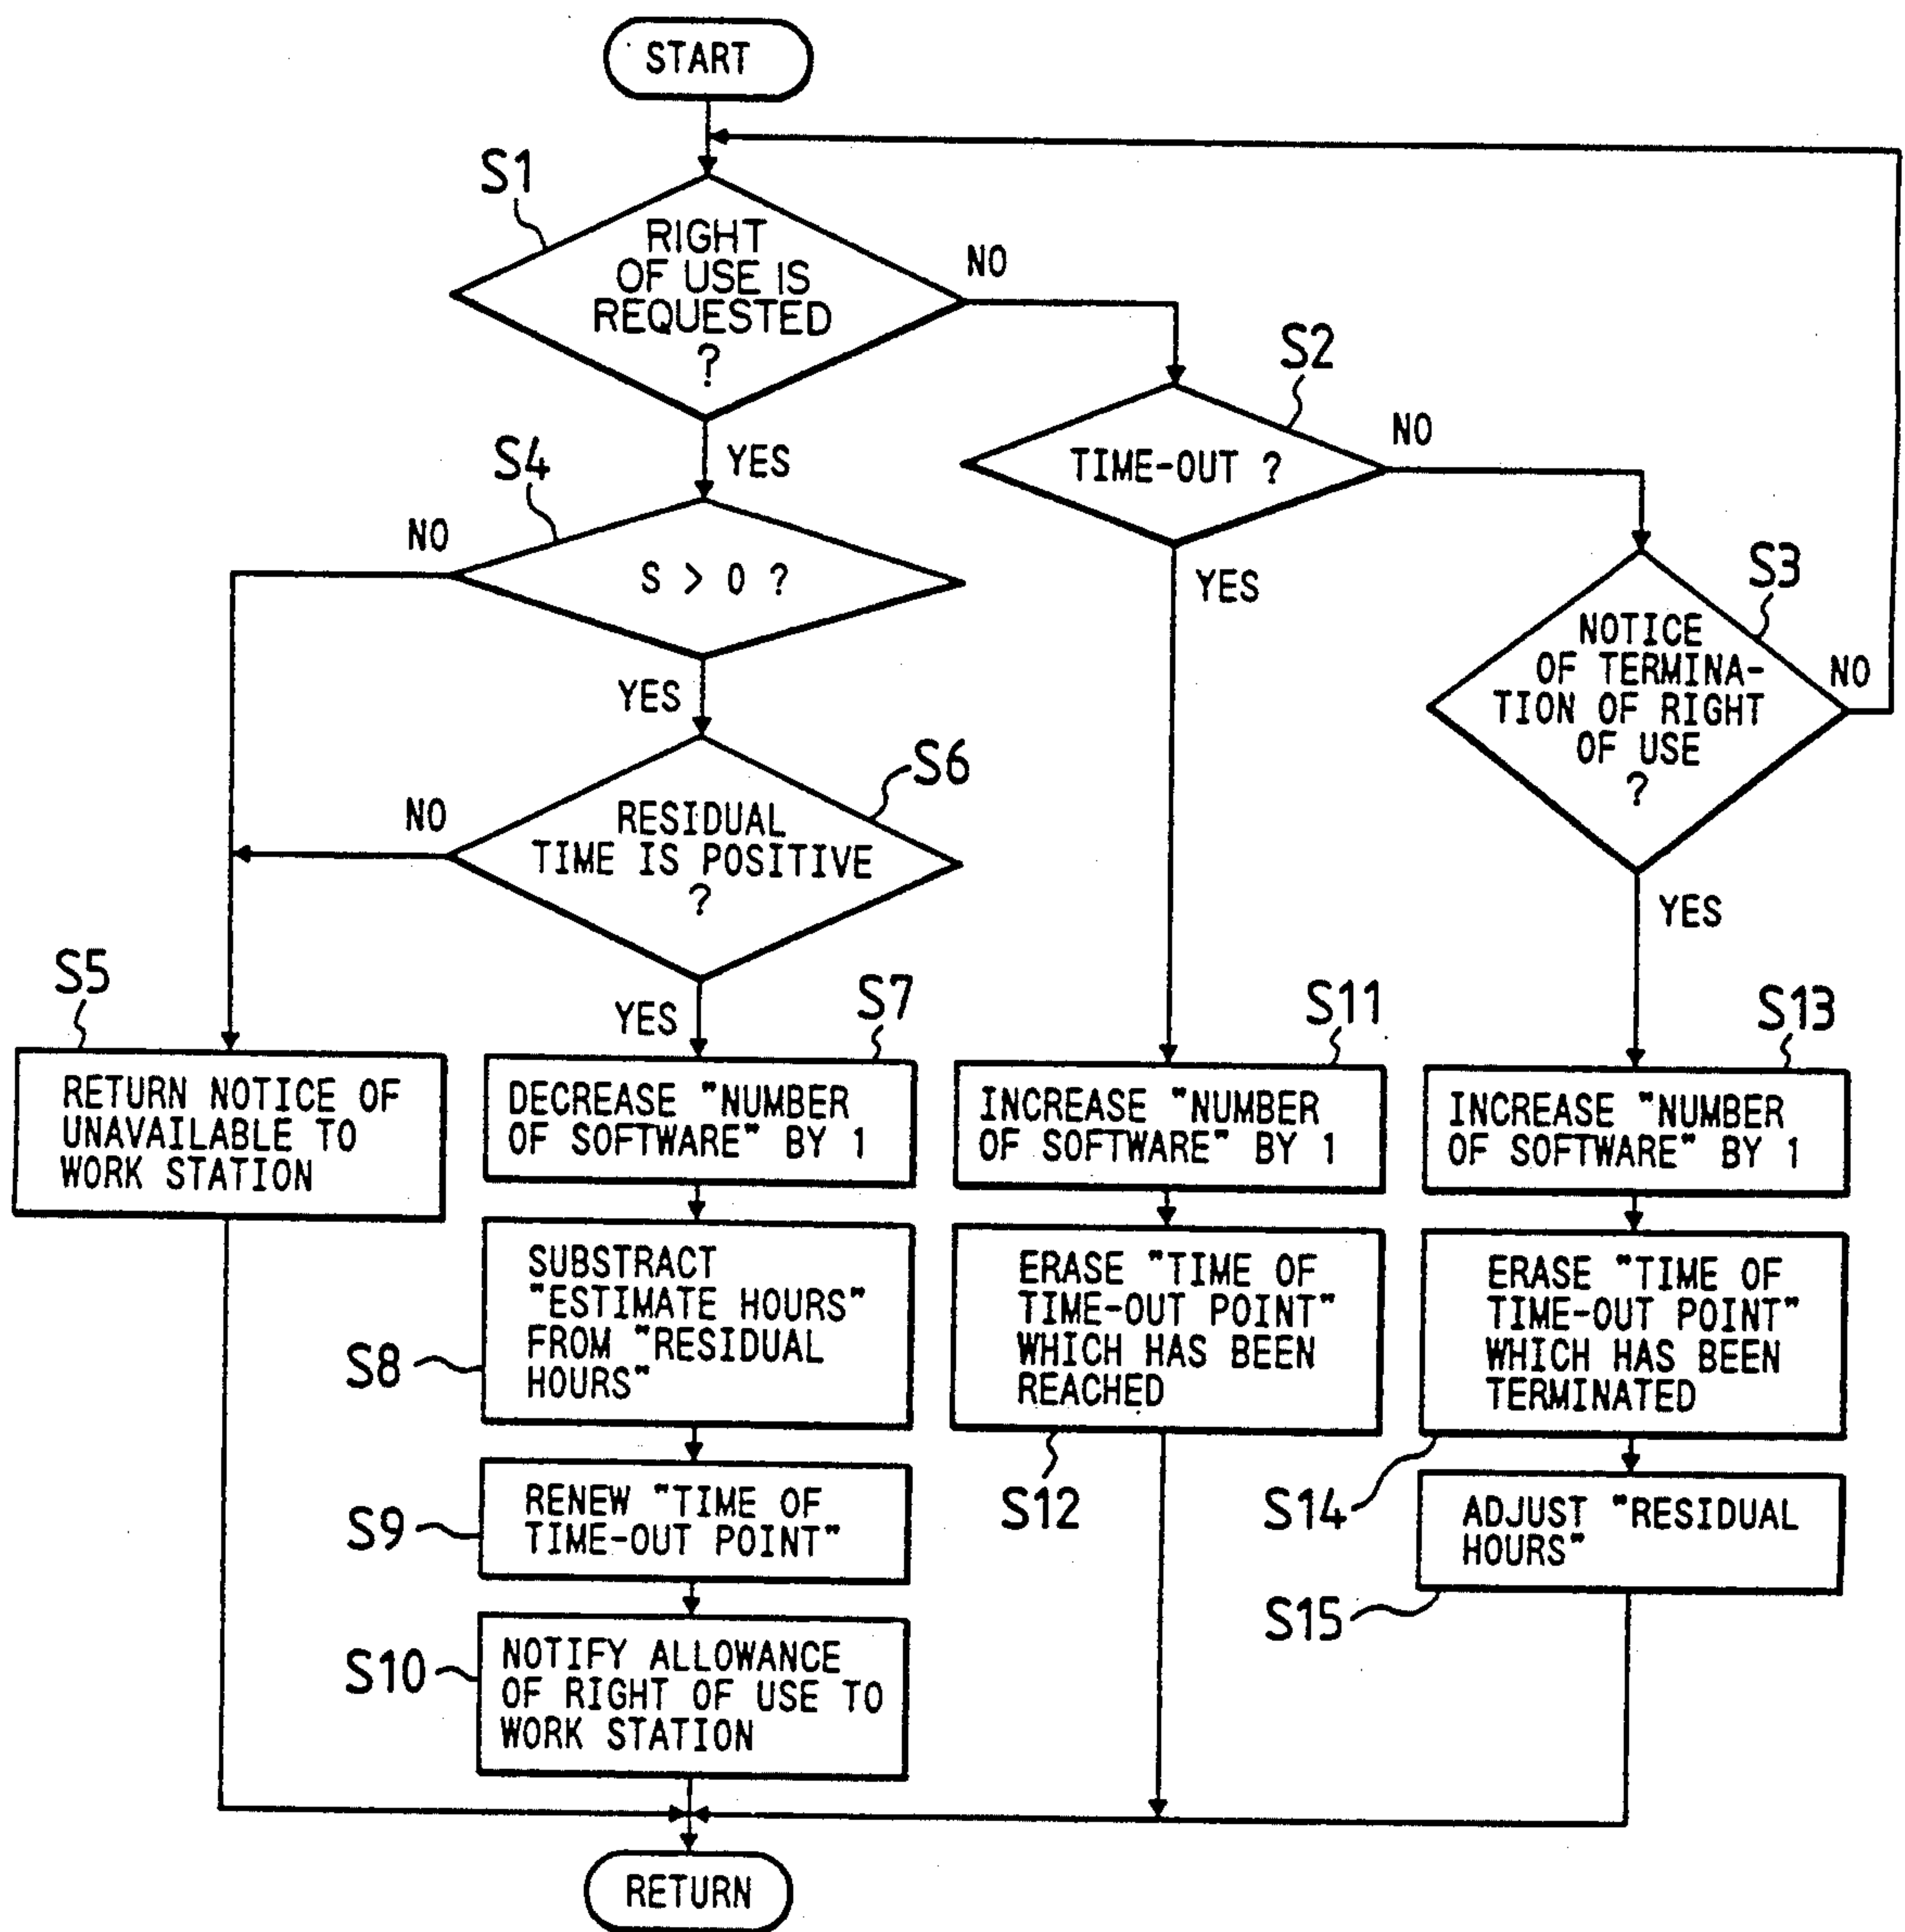 START
S1
RIGHT
OF USE IS
REQUESTED
?
NO
YES
S2
TIME-OUT ?
NO
YES
S3
NOTICE
OF TERMINA-
TION OF RIGHT
OF USE
?
NO
YES
S4
S > 0 ?
NO
YES
S6
RESIDUAL
TIME IS POSITIVE
?
NO
YES
S5
RETURN NOTICE OF
UNAVAILABLE TO
WORK STATION
S7
DECREASE "NUMBER
OF SOFTWARE" BY 1
S8
SUBSTRACT
"ESTIMATE HOURS"
FROM "RESIDUAL
HOURS"
S9
RENEW "TIME OF
TIME-OUT POINT"
S10
NOTIFY ALLOWANCE
OF RIGHT OF USE TO
WORK STATION
S11
INCREASE "NUMBER
OF SOFTWARE" BY 1
ERASE "TIME OF
TIME-OUT POINT"
WHICH HAS BEEN
REACHED
S12
S13
INCREASE "NUMBER
OF SOFTWARE" BY 1
ERASE "TIME OF
TIME-OUT POINT"
WHICH HAS BEEN
TERMINATED
S14
ADJUST "RESIDUAL
HOURS"
S15
RETURN